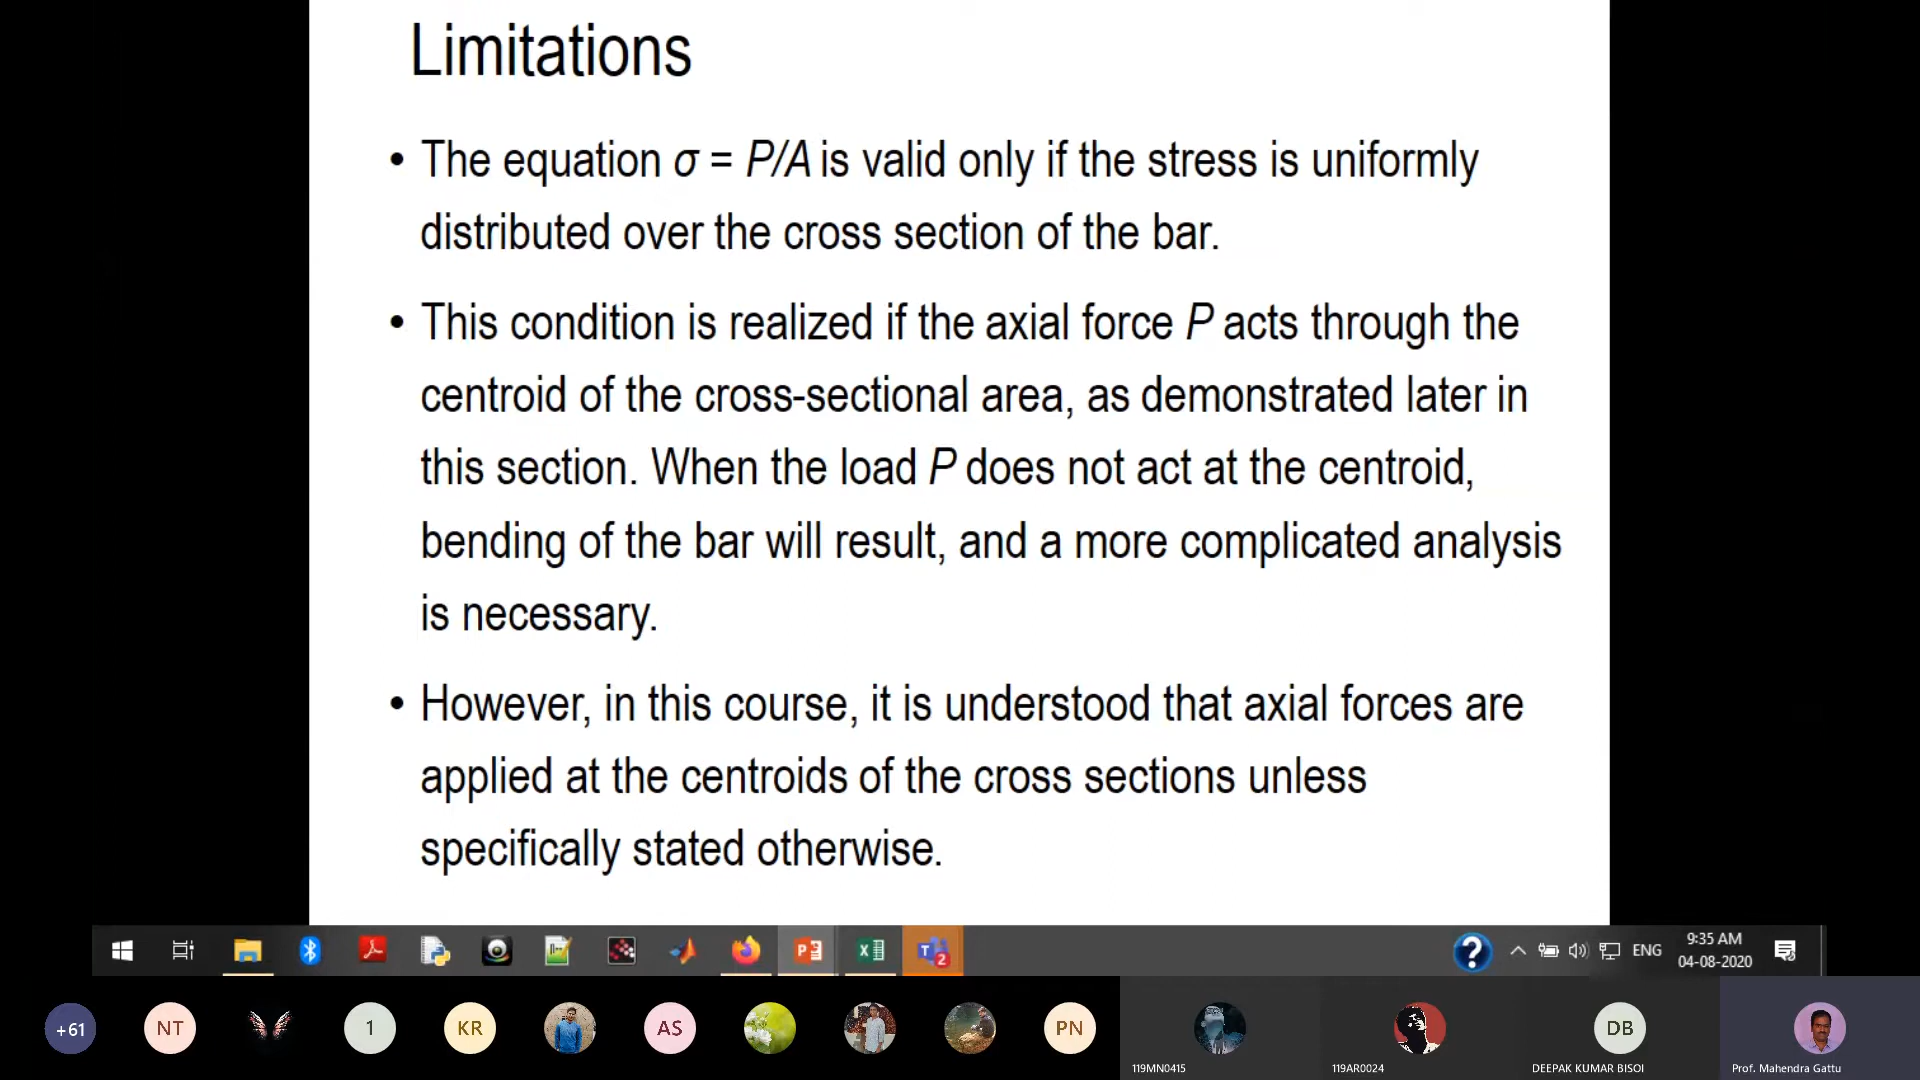 Limitations
• The equation σ = P/A is valid only if the stress is uniformly
distributed over the cross section of the bar.
• This condition is realized if the axial force P acts through the
centroid of the cross-sectional area, as demonstrated later in
this section. When the load P does not act at the centroid,
bending of the bar will result, and a more complicated analysis
is necessary.
• However, in this course, it is understood that axial forces are
applied at the centroids of the cross sections unless
specifically stated otherwise.
ENG
9:35 AM
04-08-2020
+61
NT
1
KR
AS
PN
DB
119MN0415
119AR0024
DEEPAK KUMAR BISOI
Prof. Mahendra Gattu